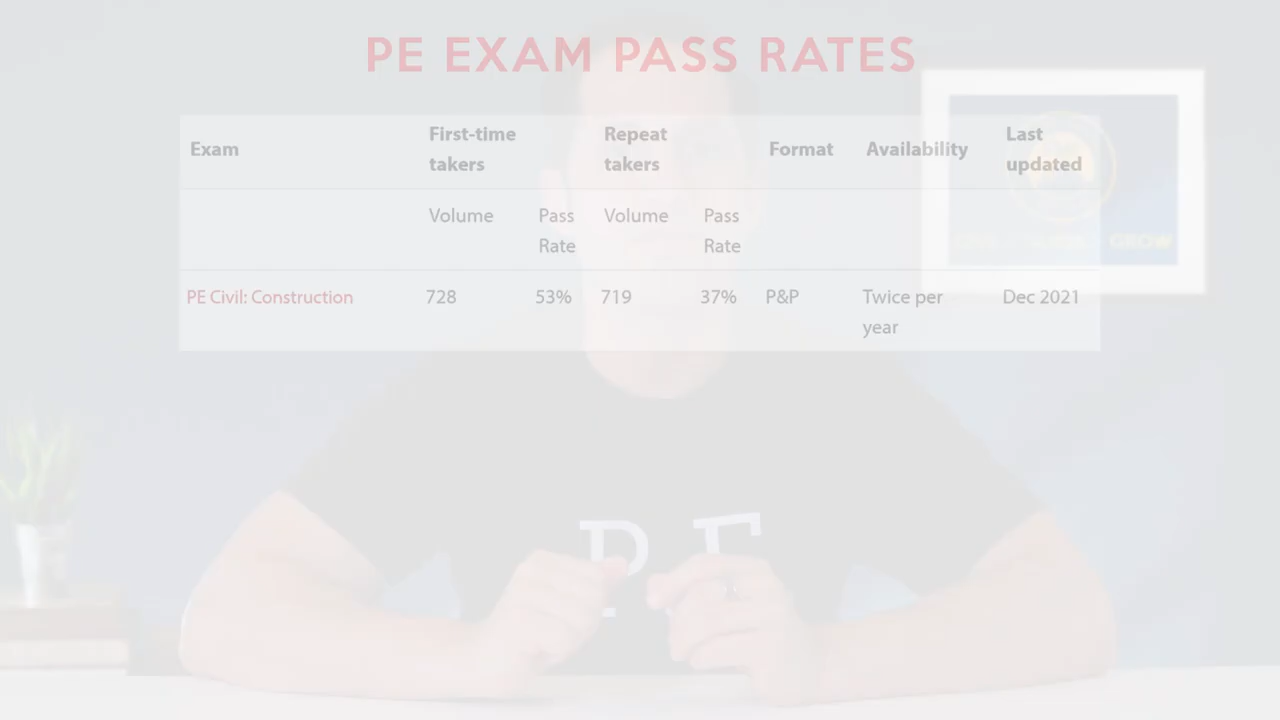 PE EXAM PASS RATES
Exam First-time takers Repeat takers Format Availability Last updated
Volume Pass Rate Volume Pass Rate
PE Civil: Construction 728 53% 719 37% P&P Twice per year Dec 2021
GROW
P E